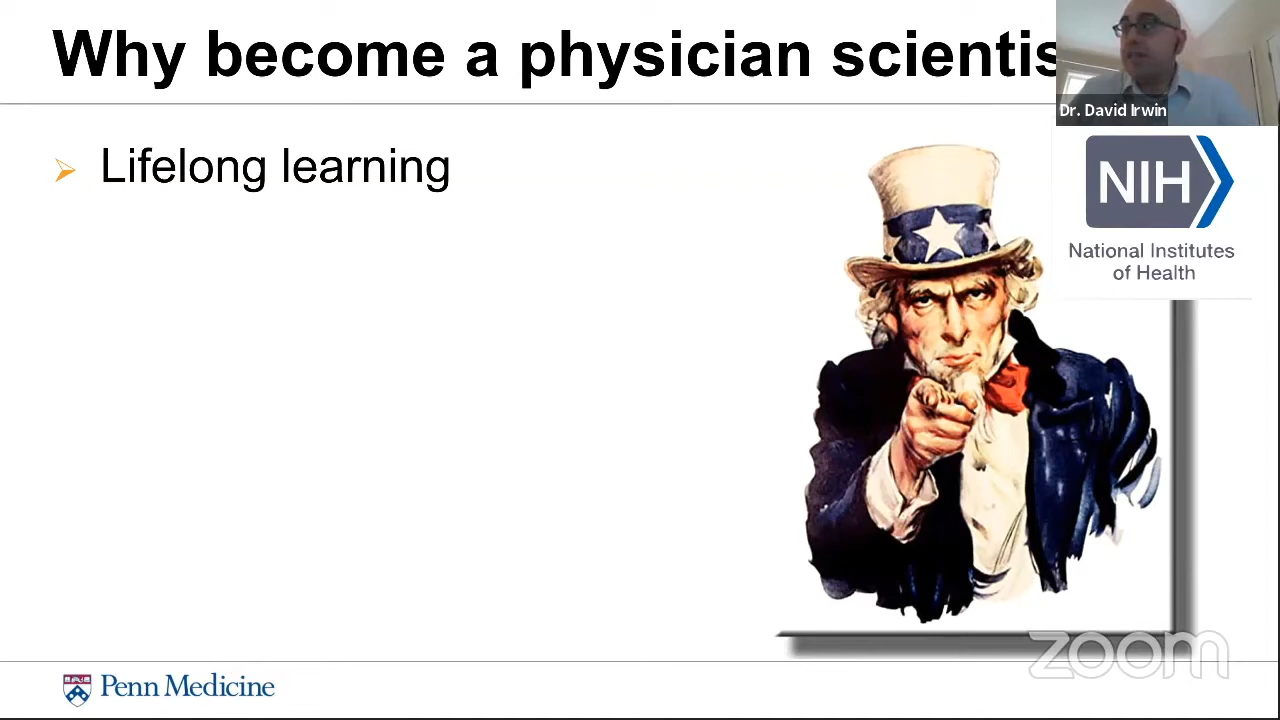 Why become a physician scientis
Dr. David Irwin
Lifelong learning
NIH
National Institutes
of Health
zoom
Penn Medicine